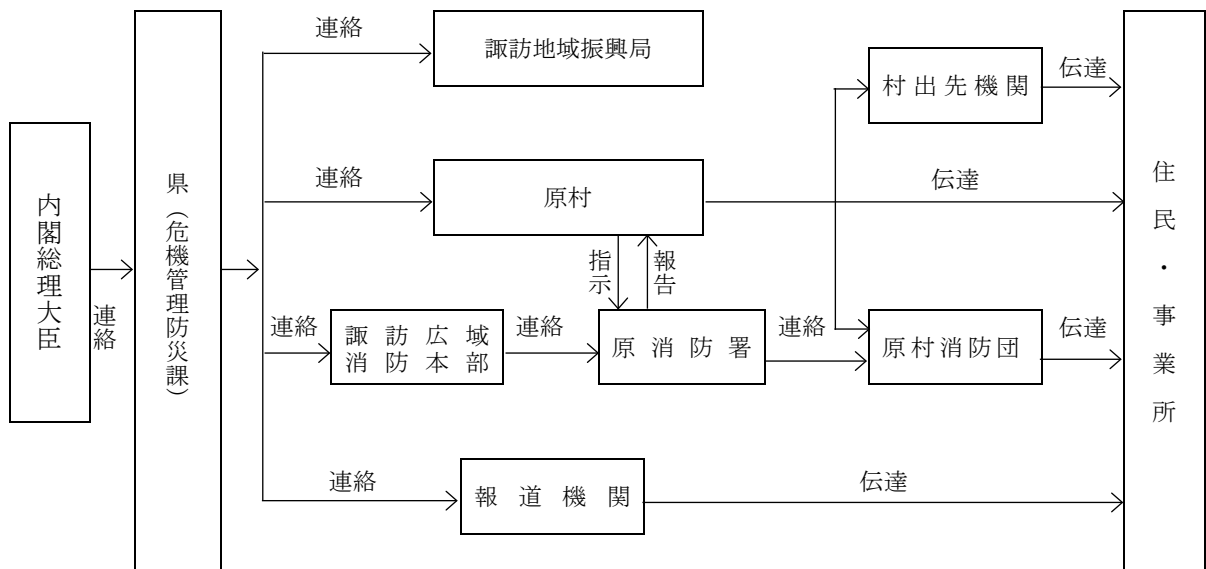 内閣総理大臣
連絡
県（危機管理防災課）
連絡
諏訪地域振興局
連絡
原村
指示
報告
連絡
諏訪広域
消防本部
連絡
原消防署
連絡
連絡
報道機関
村出先機関
伝達
伝達
原村消防団
伝達
伝達
住民・事業所